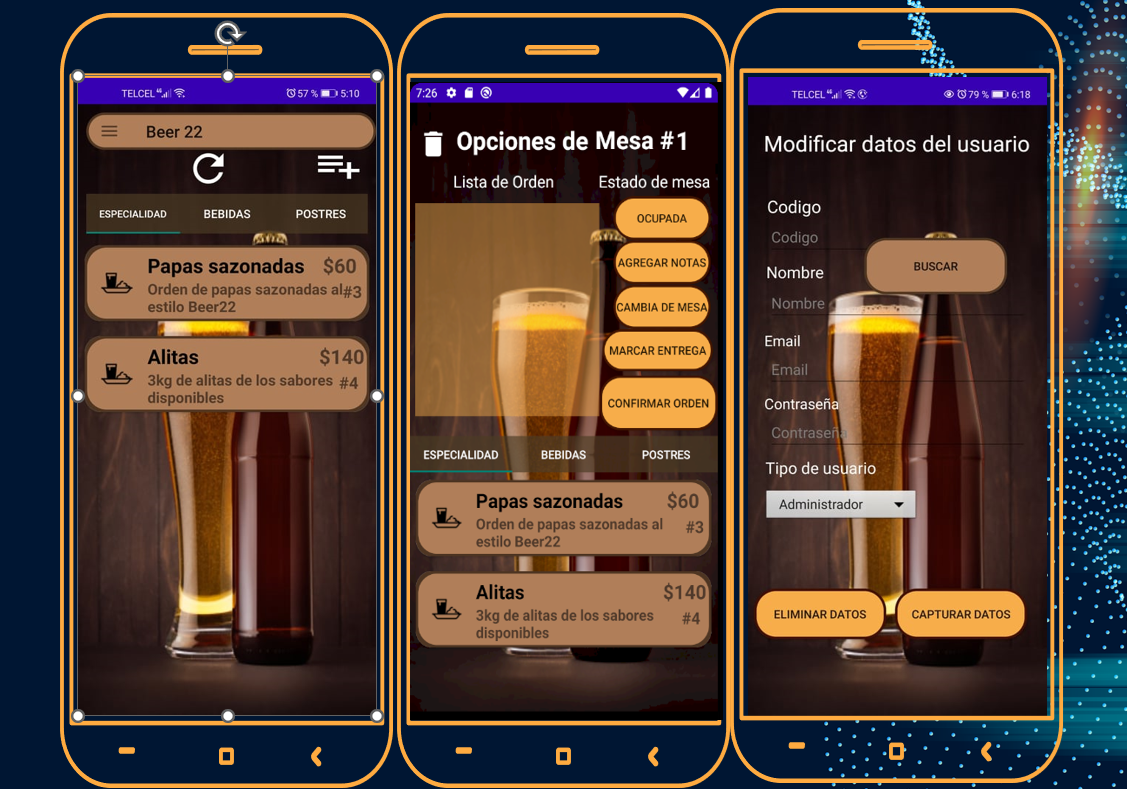 TELCEL 57 % 5:10
Beer 22
ESPECIALIDAD BEBIDAS POSTRES
Papas sazonadas $60
Orden de papas sazonadas al #3
estilo Beer22
Alitas $140
3kg de alitas de los sabores #4
disponibles
7:26
Opciones de Mesa #1
Lista de Orden Estado de mesa
OCUPADA
AGREGAR NOTAS
CAMBIA DE MESA
MARCAR ENTREGA
CONFIRMAR ORDEN
ESPECIALIDAD BEBIDAS POSTRES
Papas sazonadas $60
Orden de papas sazonadas al #3
estilo Beer22
Alitas $140
3kg de alitas de los sabores #4
disponibles
TELCEL 79 % 6:18
Modificar datos del usuario
Codigo
Codigo
BUSCAR
Nombre
Nombre
Email
Email
Contraseña
Contraseña
Tipo de usuario
Administrador
ELIMINAR DATOS CAPTURAR DATOS